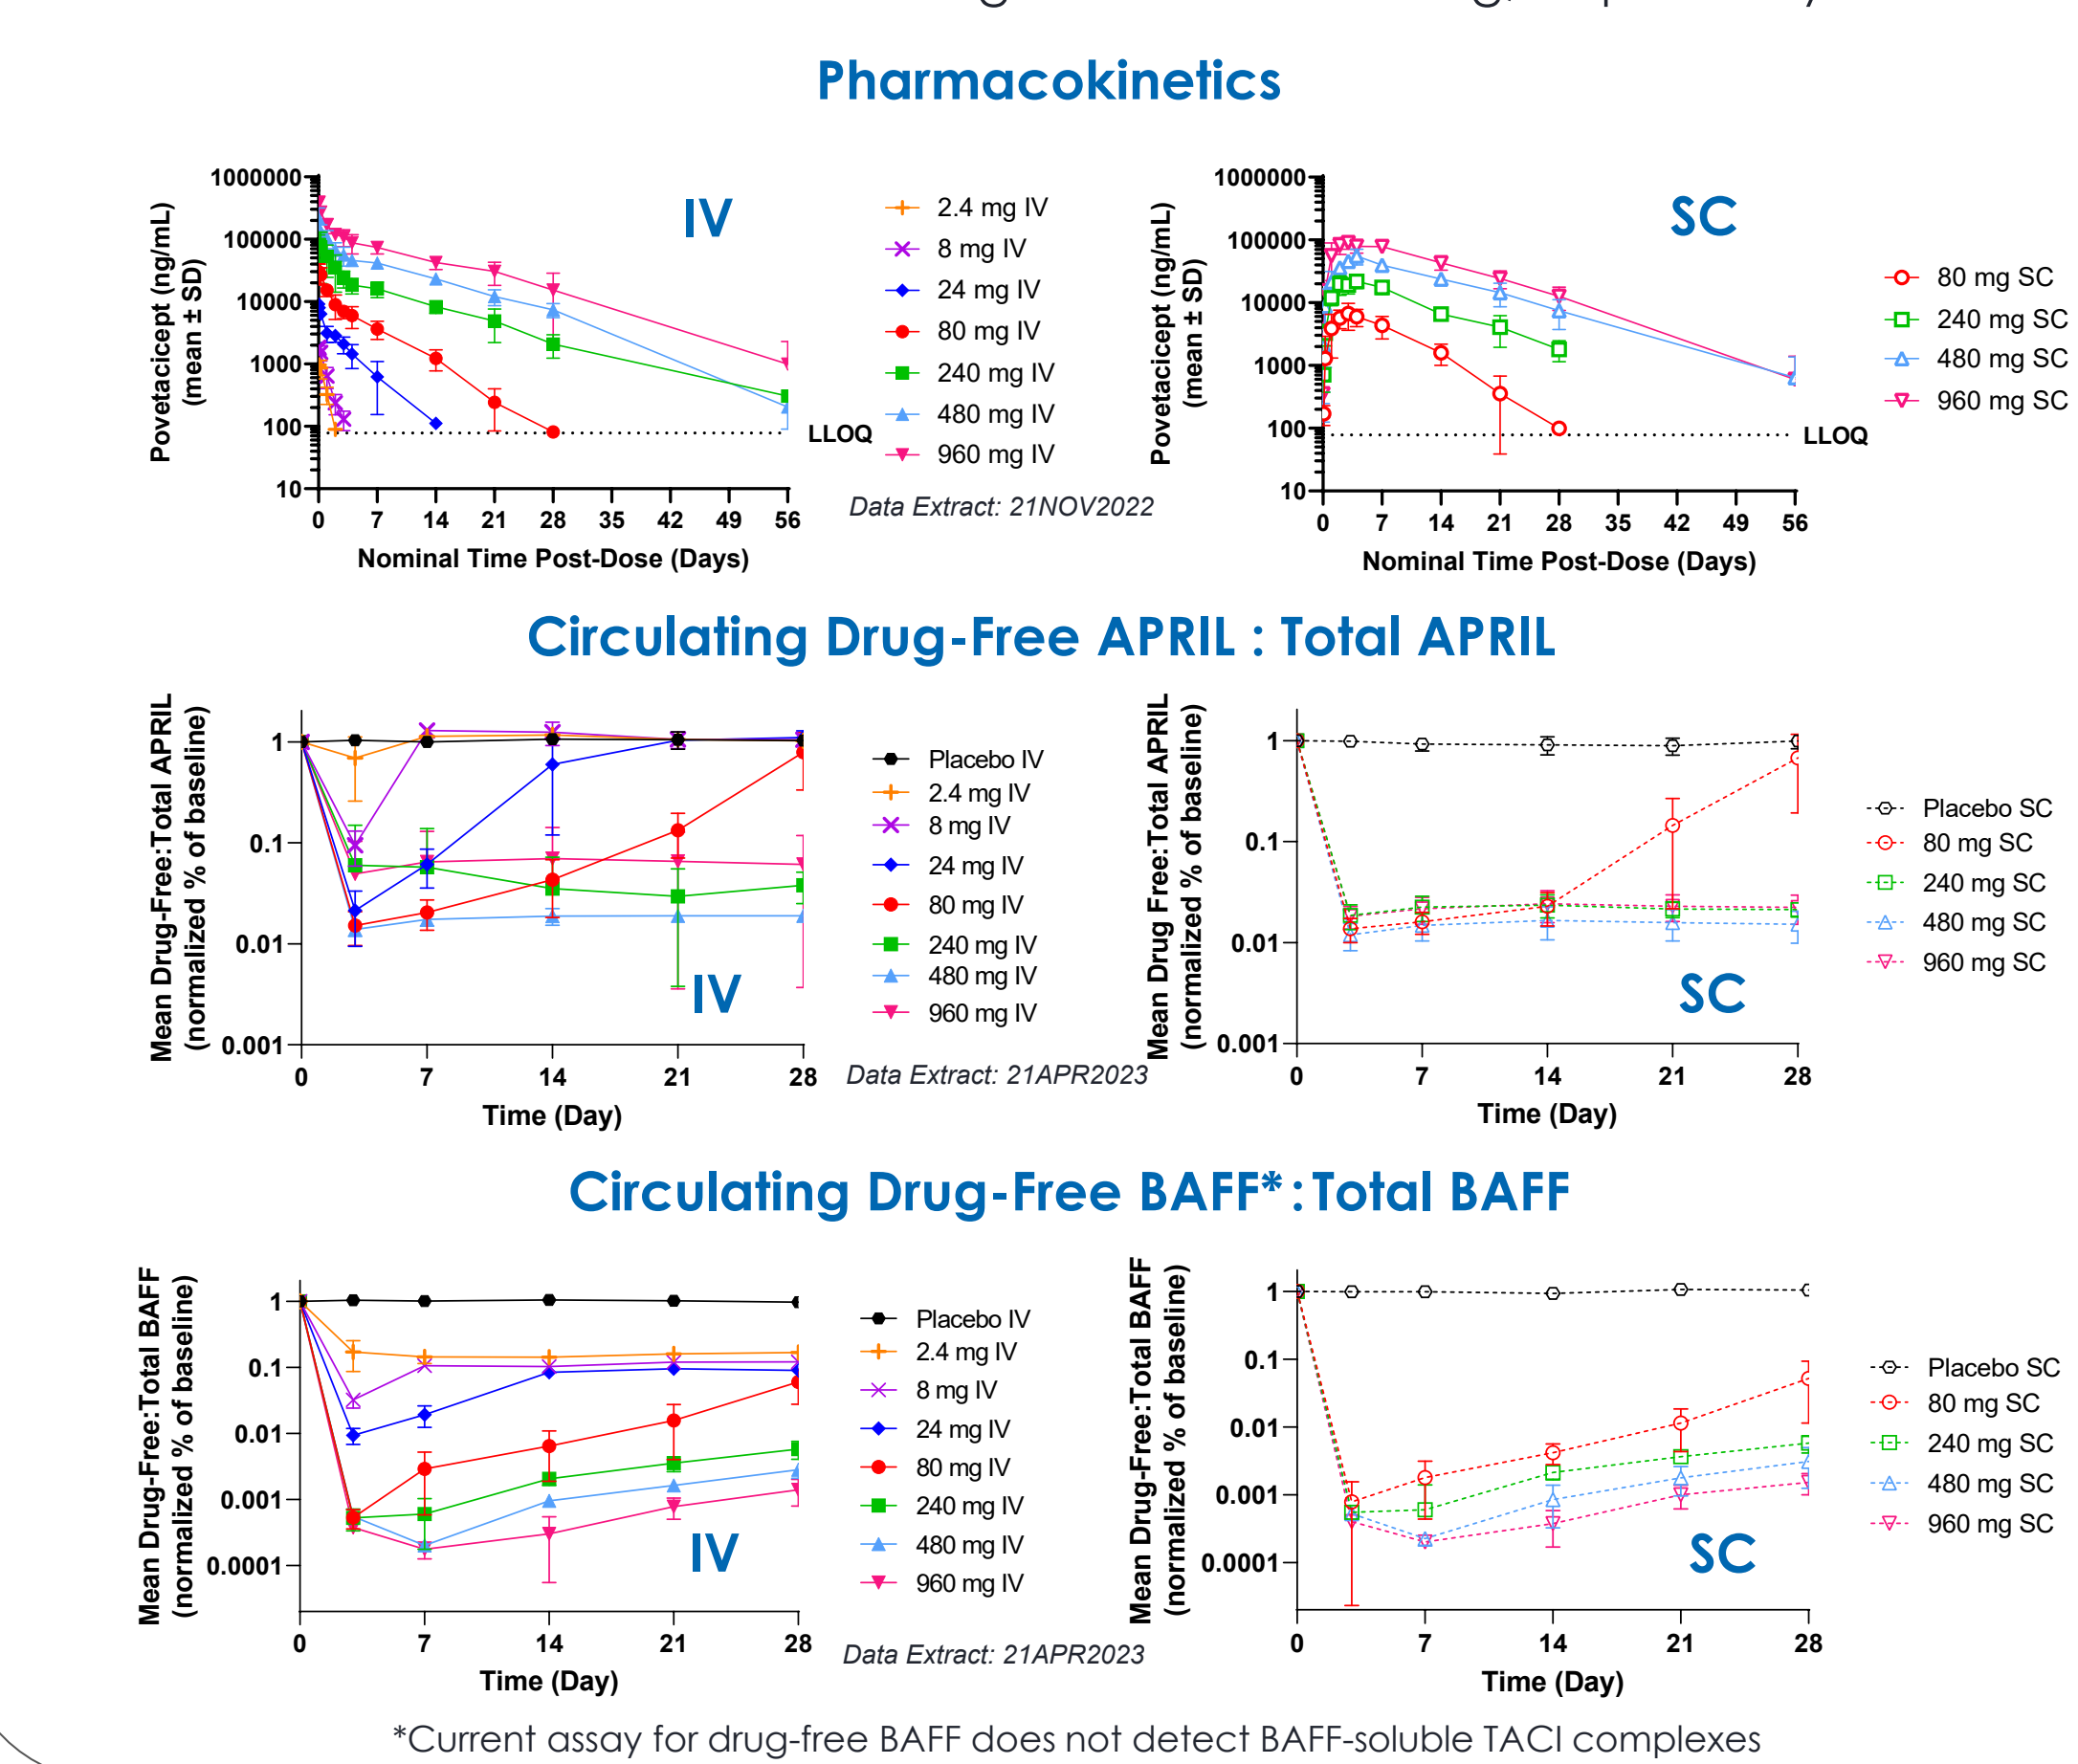 Pharmacokinetics
Povetacicept (ng/mL)
(mean ± SD)
1000000
100000
10000
1000
100
10
IV
LLOQ
0 7 14 21 28 35 42 49 56
Nominal Time Post-Dose (Days)
2.4 mg IV
8 mg IV
24 mg IV
80 mg IV
240 mg IV
480 mg IV
960 mg IV
Data Extract: 21NOV2022
Povetacicept (ng/mL)
(mean ± SD)
1000000
100000
10000
1000
100
10
SC
LLOQ
0 7 14 21 28 35 42 49 56
Nominal Time Post-Dose (Days)
80 mg SC
240 mg SC
480 mg SC
960 mg SC
Circulating Drug-Free APRIL : Total APRIL
Mean Drug-Free:Total APRIL
(normalized % of baseline)
1
0.1
0.01
0.001
IV
0 7 14 21 28
Time (Day)
Placebo IV
2.4 mg IV
8 mg IV
24 mg IV
80 mg IV
240 mg IV
480 mg IV
960 mg IV
Data Extract: 21APR2023
Mean Drug Free:Total APRIL
(normalized % of baseline)
1
0.1
0.01
0.001
SC
0 7 14 21 28
Time (Day)
Placebo SC
80 mg SC
240 mg SC
480 mg SC
960 mg SC
Circulating Drug-Free BAFF*: Total BAFF
Mean Drug-Free:Total BAFF
(normalized % of baseline)
1
0.1
0.01
0.001
0.0001
IV
0 7 14 21 28
Time (Day)
Placebo IV
2.4 mg IV
8 mg IV
24 mg IV
80 mg IV
240 mg IV
480 mg IV
960 mg IV
Data Extract: 21APR2023
Mean Drug-Free:Total BAFF
(normalized % of baseline)
1
0.1
0.01
0.001
0.0001
SC
0 7 14 21 28
Time (Day)
Placebo SC
80 mg SC
240 mg SC
480 mg SC
960 mg SC
*Current assay for drug-free BAFF does not detect BAFF-soluble TACI complexes